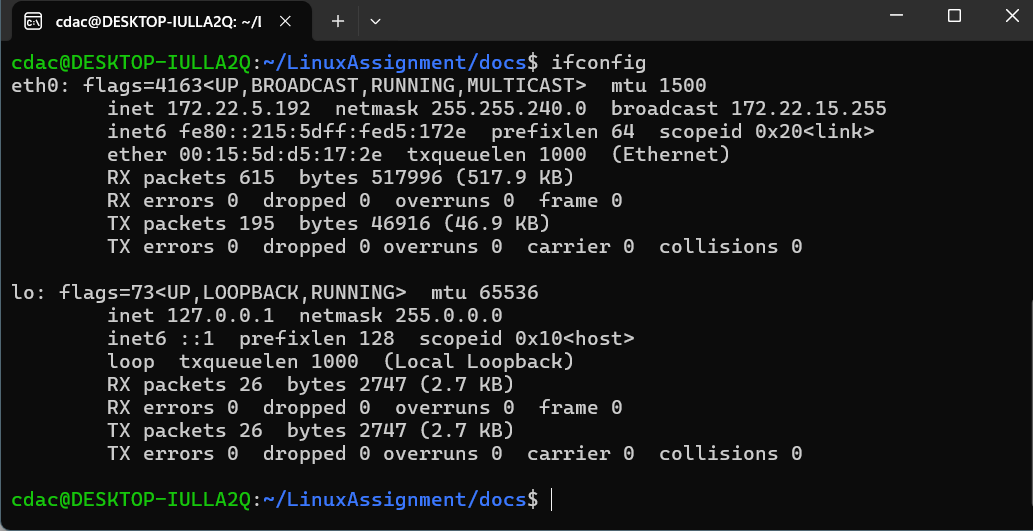 cdac@DESKTOP-IULLA2Q: ~/l
cdac@DESKTOP-IULLA2Q:~/LinuxAssignment/docs$ ifconfig
eth0: flags=4163<UP,BROADCAST,RUNNING,MULTICAST>  mtu 1500
        inet 172.22.5.192  netmask 255.255.240.0  broadcast 172.22.15.255
        inet6 fe80::215:5dff:fed5:172e  prefixlen 64  scopeid 0x20<link>
        ether 00:15:5d:d5:17:2e  txqueuelen 1000  (Ethernet)
        RX packets 615  bytes 517996 (517.9 KB)
        RX errors 0  dropped 0  overruns 0  frame 0
        TX packets 195  bytes 46916 (46.9 KB)
        TX errors 0  dropped 0 overruns 0  carrier 0  collisions 0
lo: flags=73<UP,LOOPBACK,RUNNING>  mtu 65536
        inet 127.0.0.1  netmask 255.0.0.0
        inet6 ::1  prefixlen 128  scopeid 0x10<host>
        loop  txqueuelen 1000  (Local Loopback)
        RX packets 26  bytes 2747 (2.7 KB)
        RX errors 0  dropped 0  overruns 0  frame 0
        TX packets 26  bytes 2747 (2.7 KB)
        TX errors 0  dropped 0 overruns 0  carrier 0  collisions 0
cdac@DESKTOP-IULLA2Q:~/LinuxAssignment/docs$